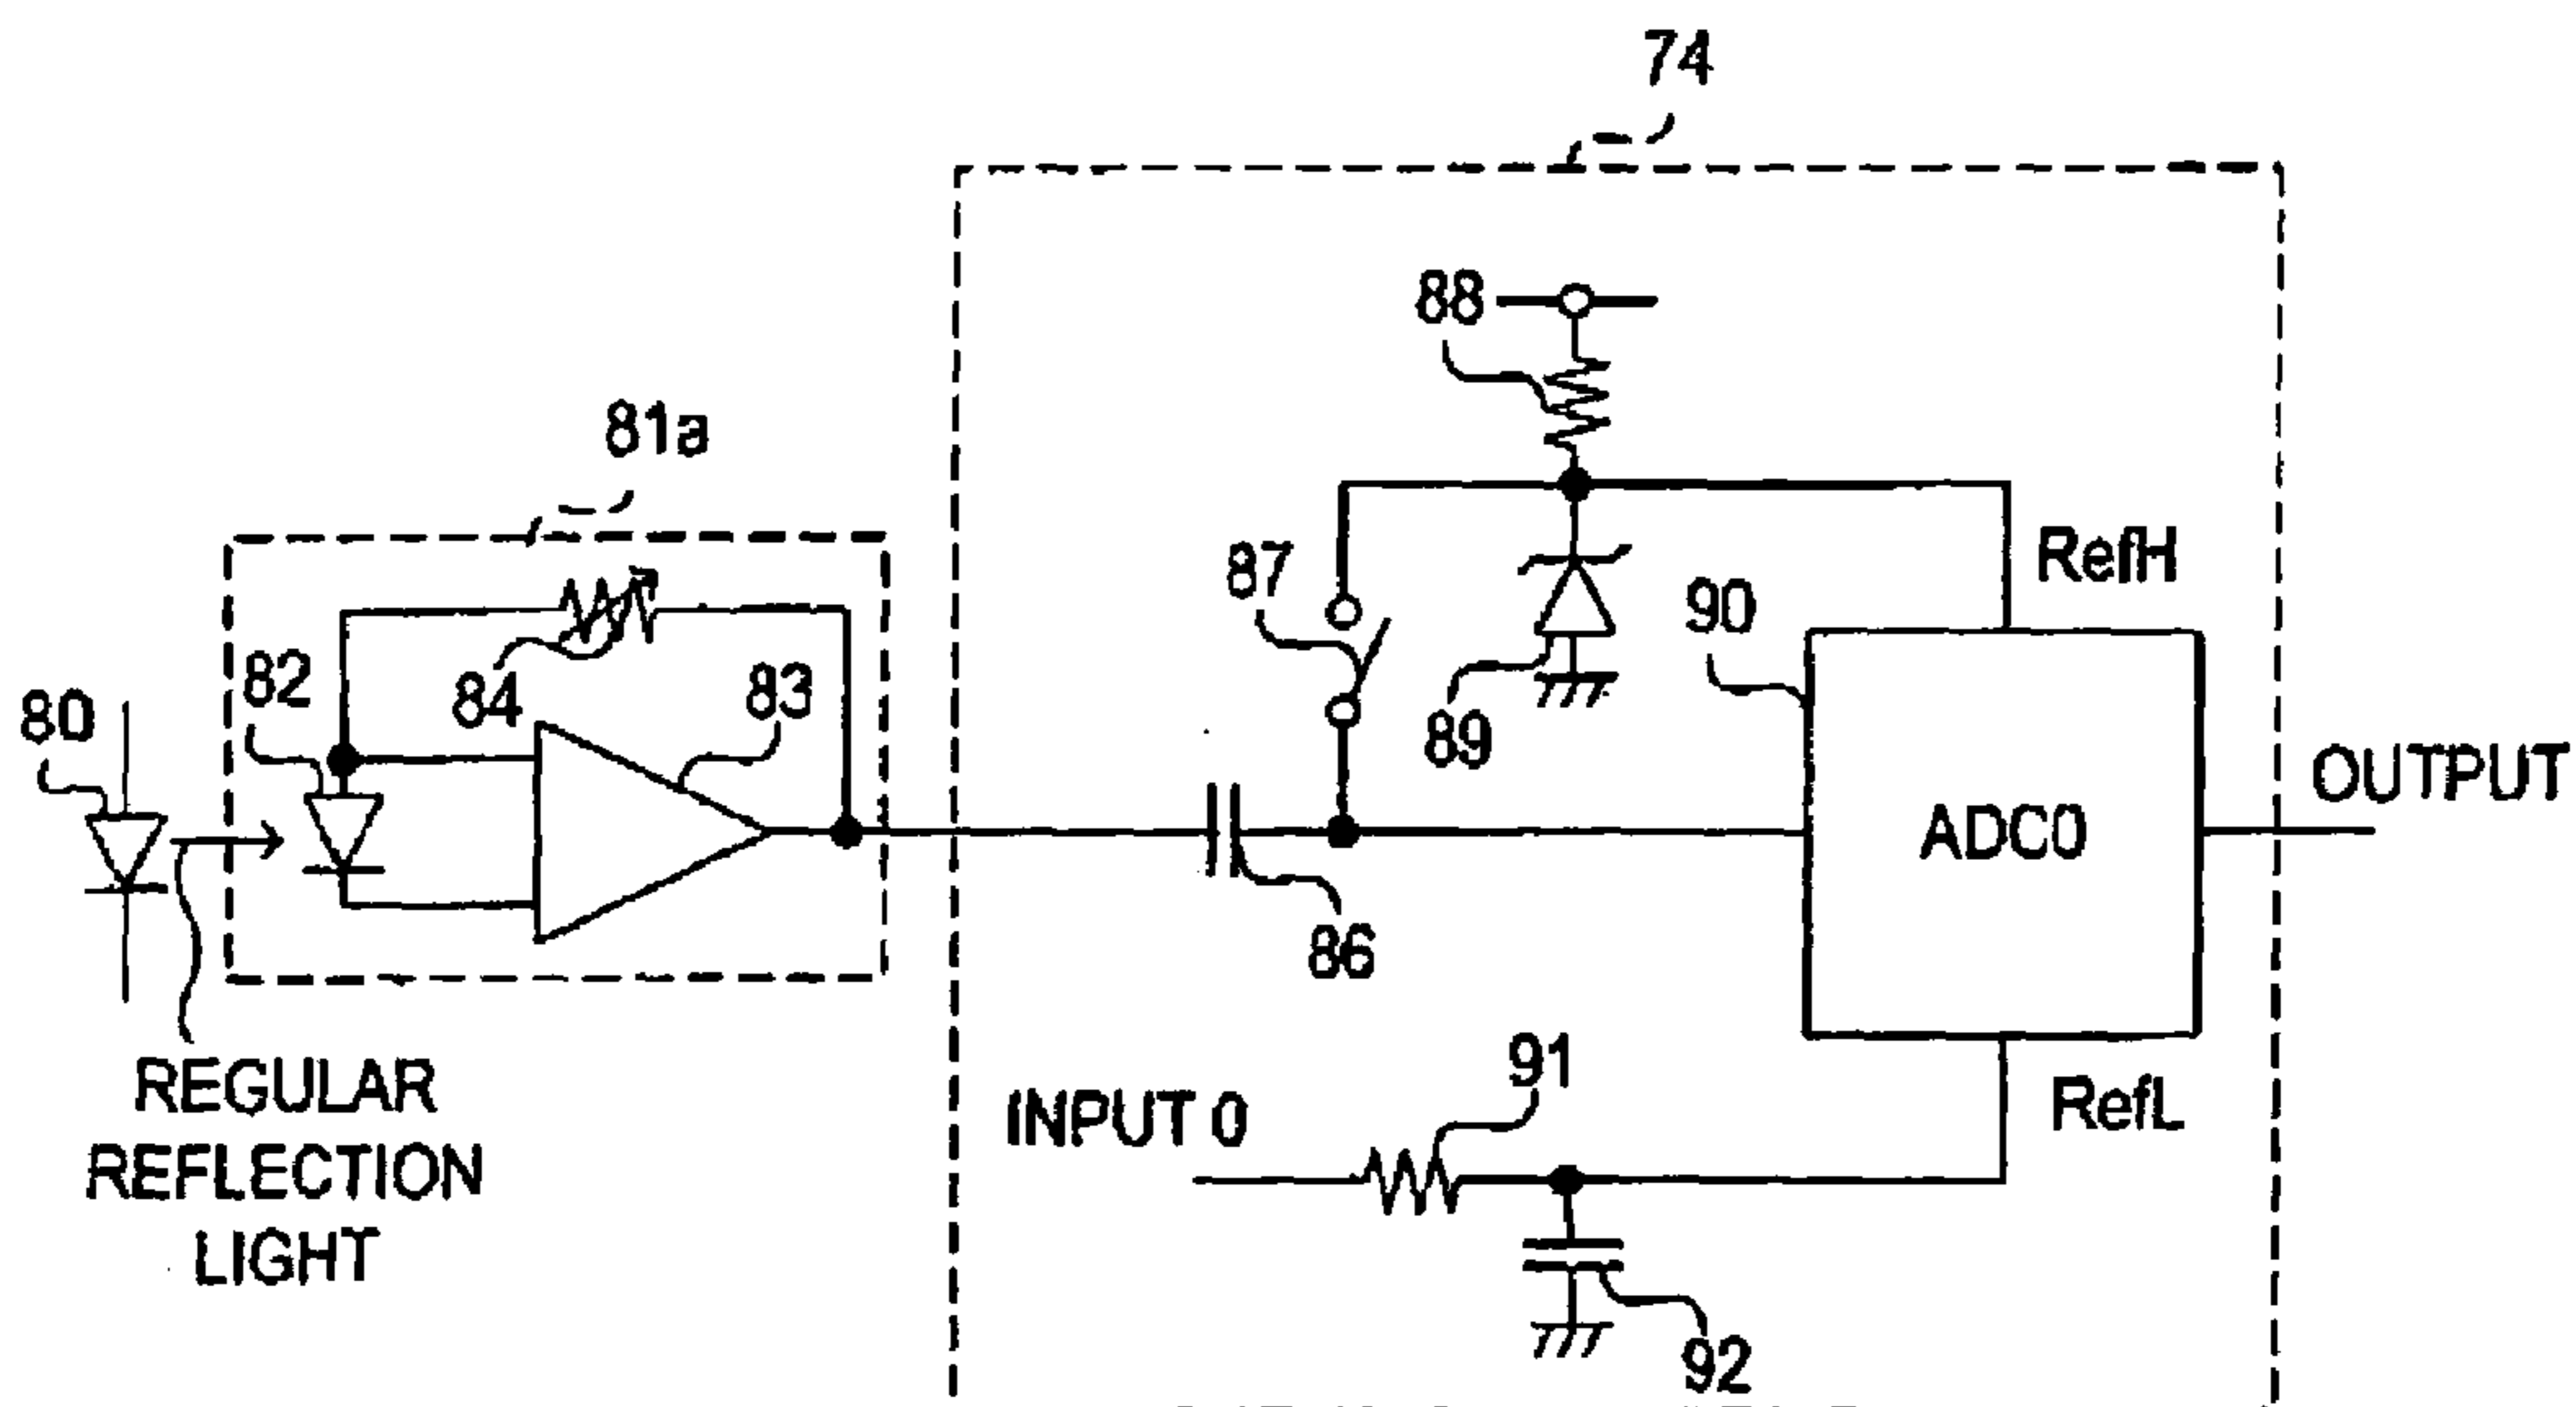 74
88
81a
87
RefH
90
82
84
83
80
89
OUTPUT
ADC0
86
91
REGULAR
REFLECTION
LIGHT
INPUT 0
RefL
92